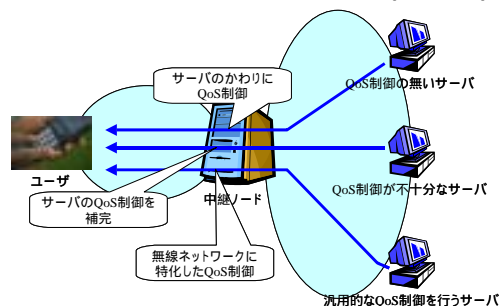 サーバのかわりに
QoS制御
QoS制御の無いサーバ
ユーザ
QoS制御が不十分なサーバ
サーバのQoS制御を
補完
中継ノード
無線ネットワークに
特化したQoS制御
汎用的なQoS制御を行うサーバ